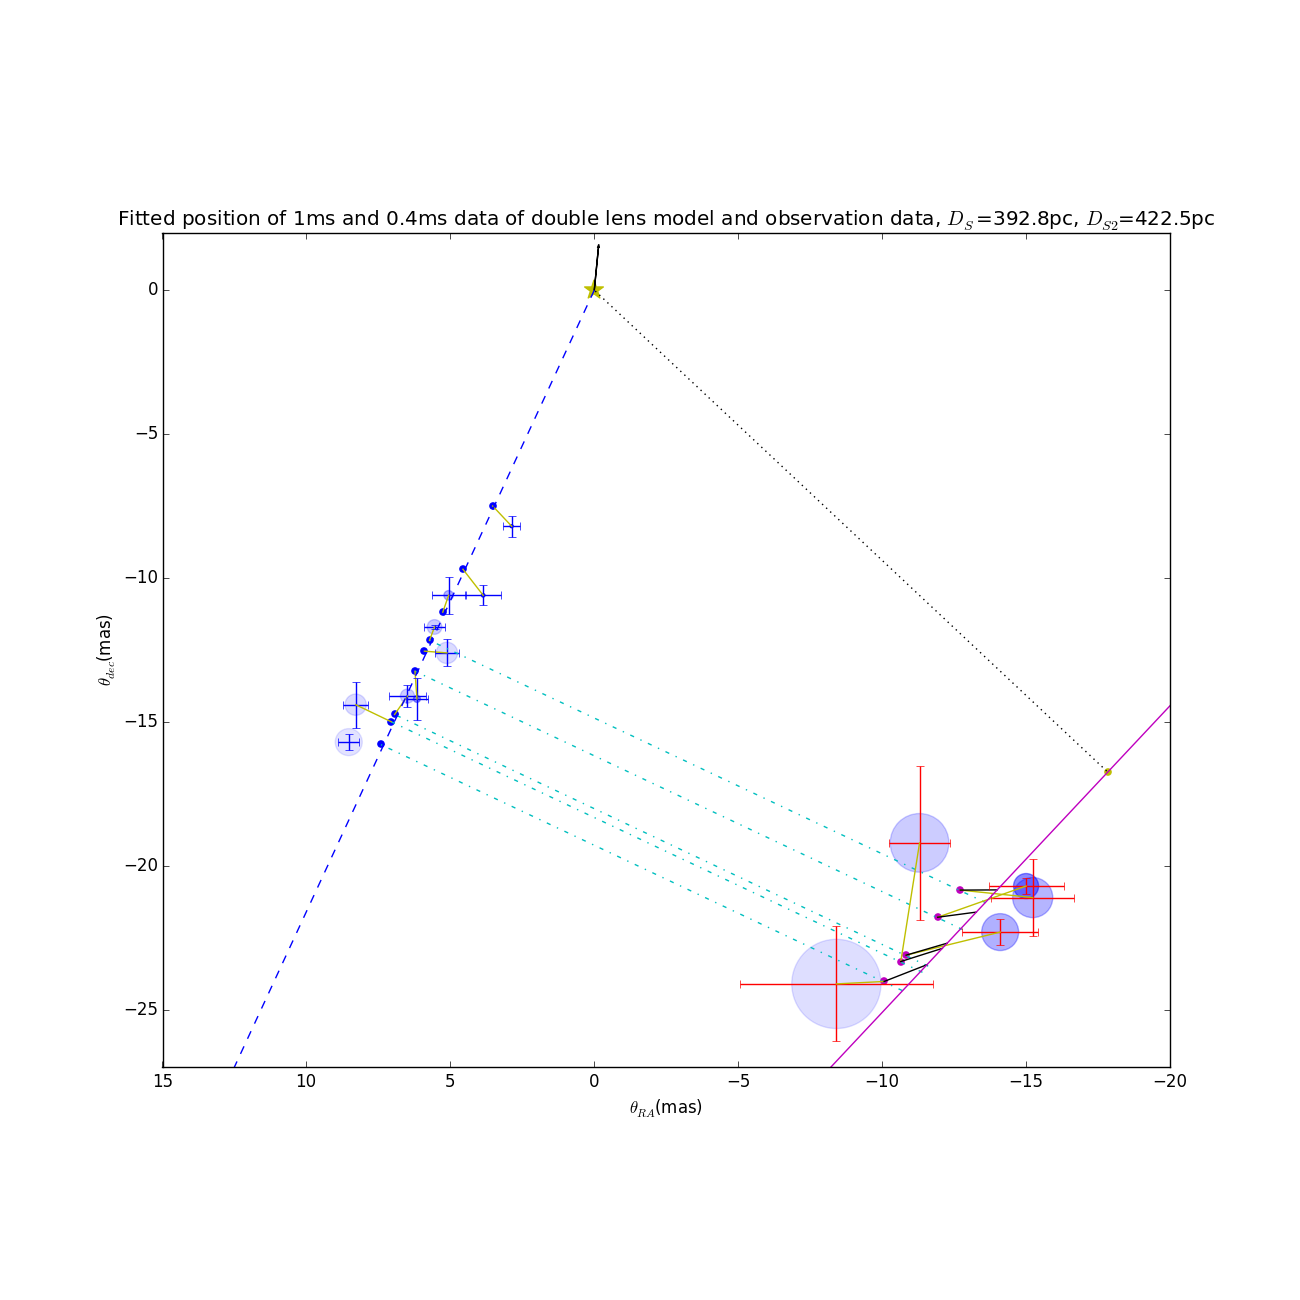 Fitted position of 1ms and 0.4ms data of double lens model and observation data, $D_S$=392.8pc, $D_{S2}$=422.5pc
0
−5
−10
−15
−20
−25
θ_{dec}(mas)
15 10 5 0 −5 −10 −15 −20
θ_{RA}(mas)